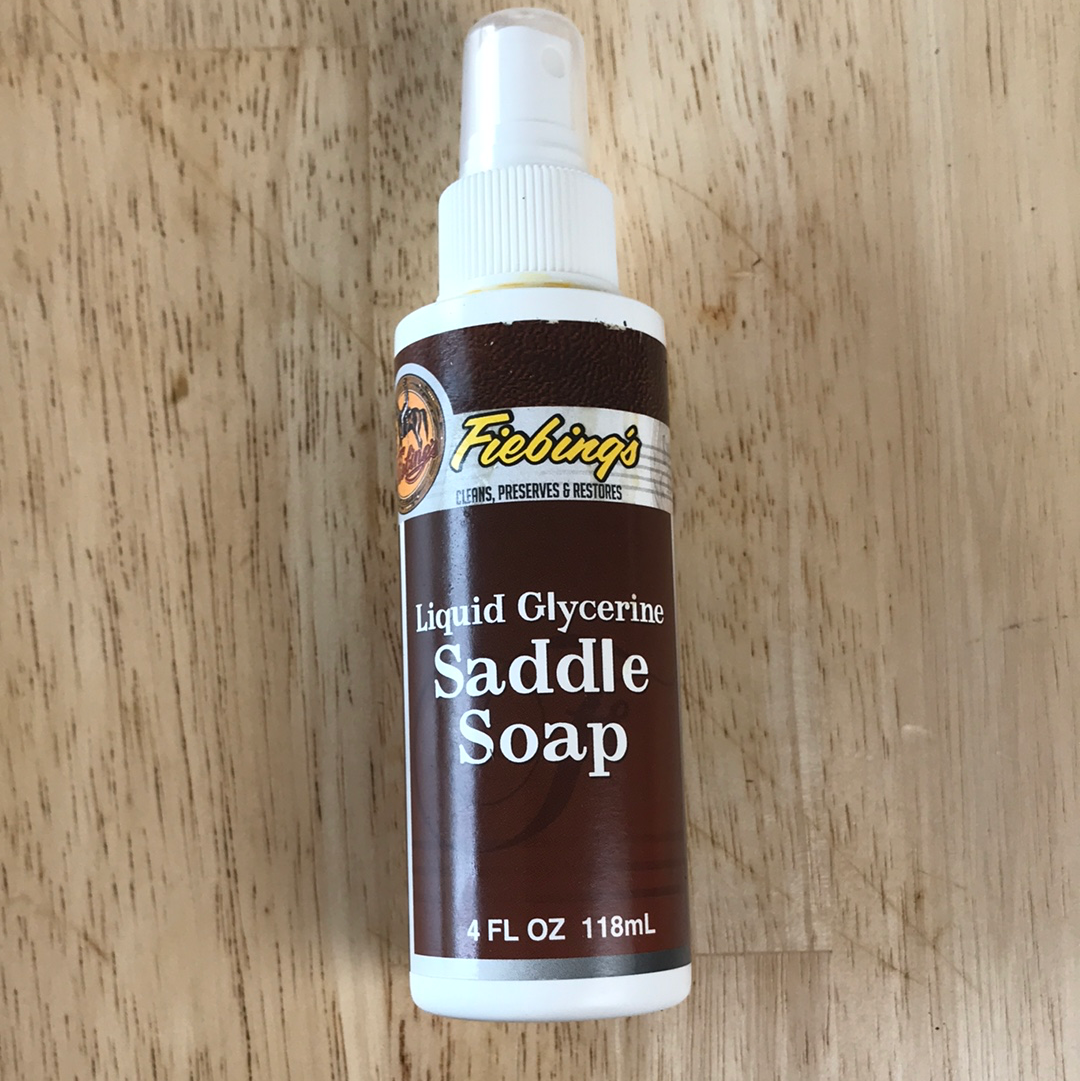 Fiebing's
CLEANS, PRESERVES & RESTORES
Liquid Glycerine
Saddle
Soap
4 FL OZ 118mL